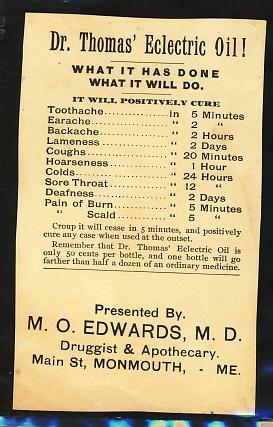 Dr. Thomas' Eclectric Oil!
WHAT IT HAS DONE
WHAT IT WILL DO.
IT WILL POSITIVELY CURE
Toothache..............in 5 Minutes
Earache................. " 2 "
Backache............... " 2 Hours
Lameness.............. " 2 Days
Coughs.................. " 20 Minutes
Hoarseness............ " 1 Hour
Colds..................... " 24 Hours
Sore Throat............ " 12 "
Deafness................ " 2 Days
Pain of Burn........... " 5 Minutes
" Scald............ " 5 "
Croup it will cease in 5 minutes, and positively
cure any case when used at the outset.
Remember that Dr. Thomas' Eclectric Oil is
only 50 cents per bottle, and one bottle will go
farther than half a dozen of an ordinary medicine.
Presented By.
M. O. EDWARDS, M. D.
Druggist & Apothecary.
Main St, MONMOUTH, - ME.